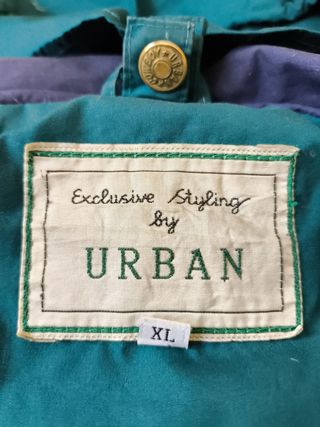 Exclusive Styling
by
URBAN
XL